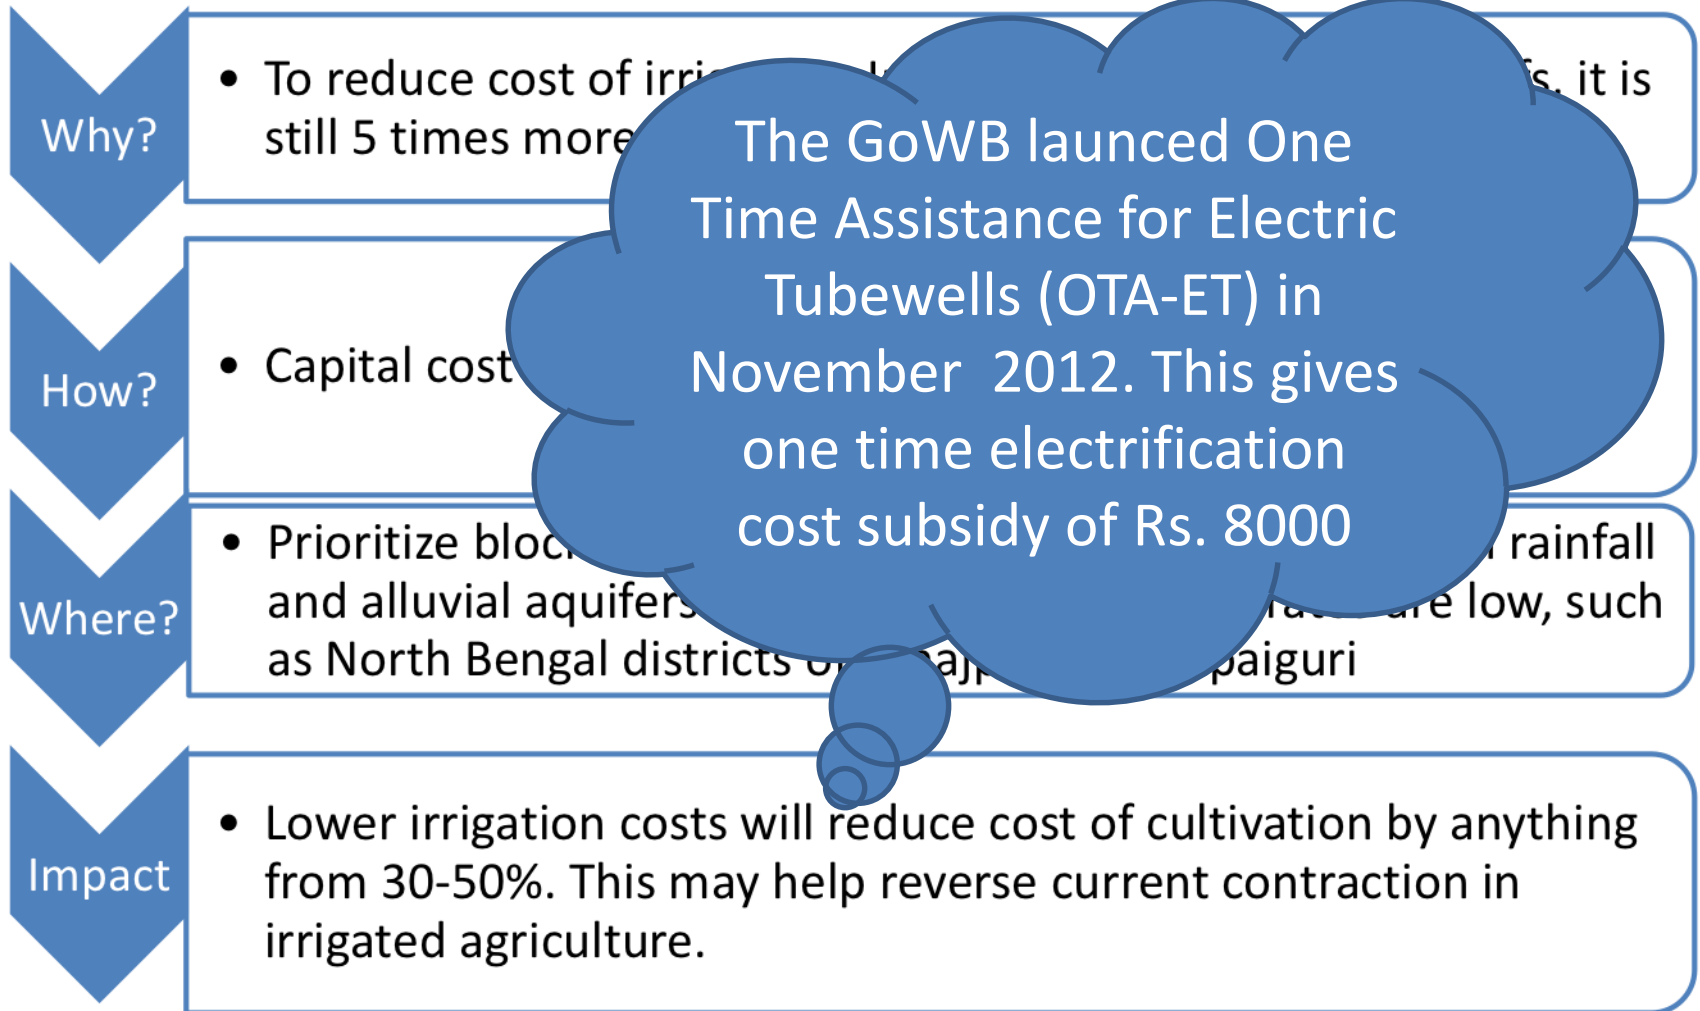 Why?
• To reduce cost of
it is
still 5 times more
How?
• Capital cost
Where?
• Prioritize
rainfall
and alluvial aquifers
are low, such
as North Bengal districts
Impact
• Lower irrigation costs will reduce cost of cultivation by anything
from 30-50%. This may help reverse current contraction in
irrigated agriculture.
The GoWB launced One
Time Assistance for Electric
Tubewells (OTA-ET) in
November 2012. This gives
one time electrification
cost subsidy of Rs. 8000